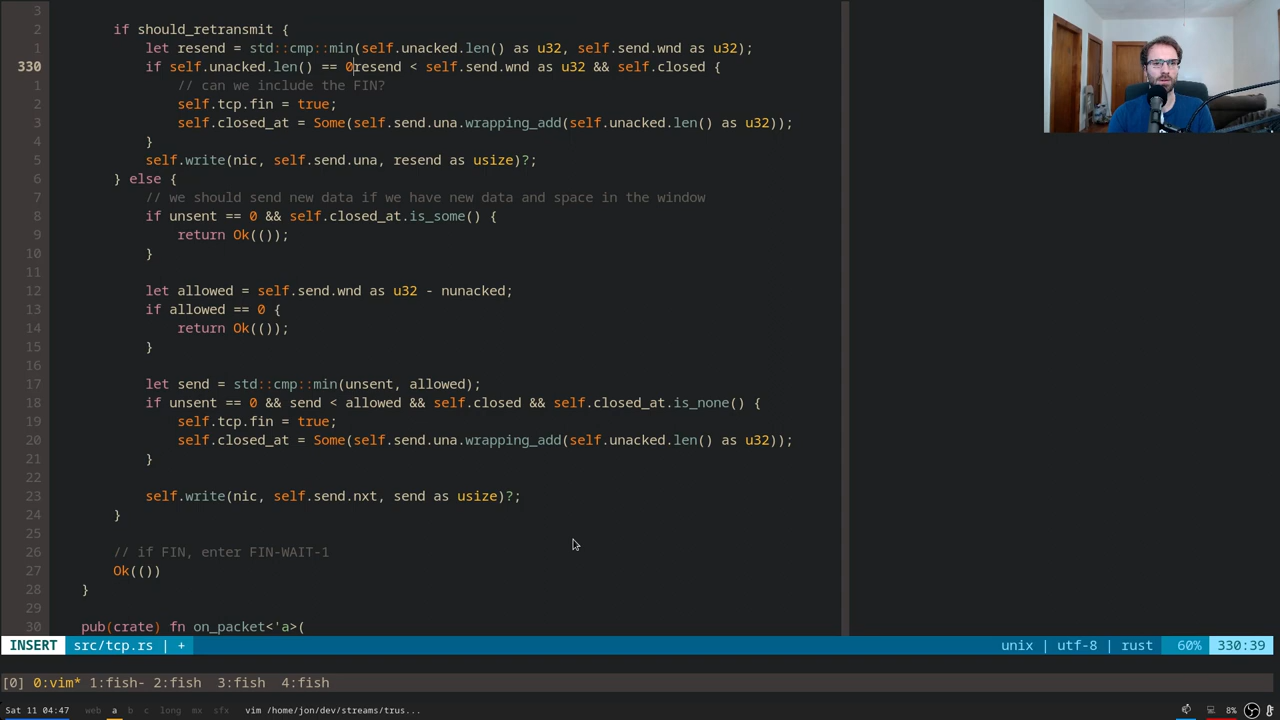 3
2 if should_retransmit {
1 let resend = std::cmp::min(self.unacked.len() as u32, self.send.wnd as u32);
330 if self.unacked.len() == 0resend < self.send.wnd as u32 && self.closed {
1 // can we include the FIN?
2 self.tcp.fin = true;
3 self.closed_at = Some(self.send.una.wrapping_add(self.unacked.len() as u32));
4 }
5 self.write(nic, self.send.una, resend as usize)?;
6 } else {
7 // we should send new data if we have new data and space in the window
8 if unsent == 0 && self.closed_at.is_some() {
9 return Ok(());
10 }
11
12 let allowed = self.send.wnd as u32 - nunacked;
13 if allowed == 0 {
14 return Ok(());
15 }
16
17 let send = std::cmp::min(unsent, allowed);
18 if unsent == 0 && send < allowed && self.closed && self.closed_at.is_none() {
19 self.tcp.fin = true;
20 self.closed_at = Some(self.send.una.wrapping_add(self.unacked.len() as u32));
21 }
22
23 self.write(nic, self.send.nxt, send as usize)?;
24 }
25
26 // if FIN, enter FIN-WAIT-1
27 Ok(())
28 }
29
30 pub(crate) fn on_packet<'a>(
INSERT src/tcp.rs | + unix | utf-8 | rust 60% 330:39
[0] 0:vim* 1:fish- 2:fish 3:fish 4:fish
Sat 11 04:47 web a b c long mx sfx vim /home/jon/dev/streams/trus... 8%